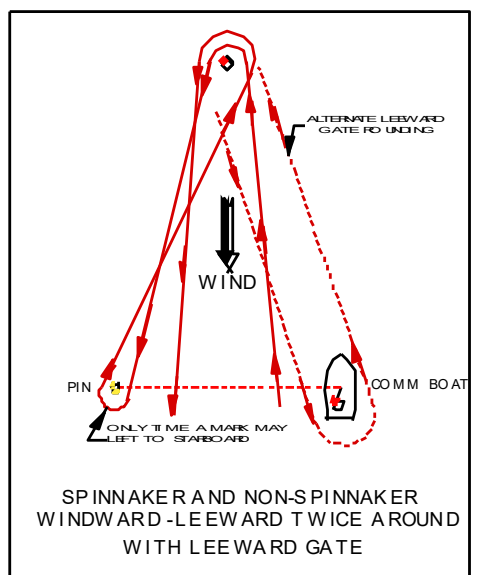 ALTERNATE LEEWARD
GATE ROUNDING
WIND
PIN
COMM BOAT
ONLY TIME A MARK MAY
LEFT TO STARBOARD
SPINNAKER AND NON-SPINNAKER
WINDWARD-LEEWARD TWICE AROUND
WITH LEEWARD GATE